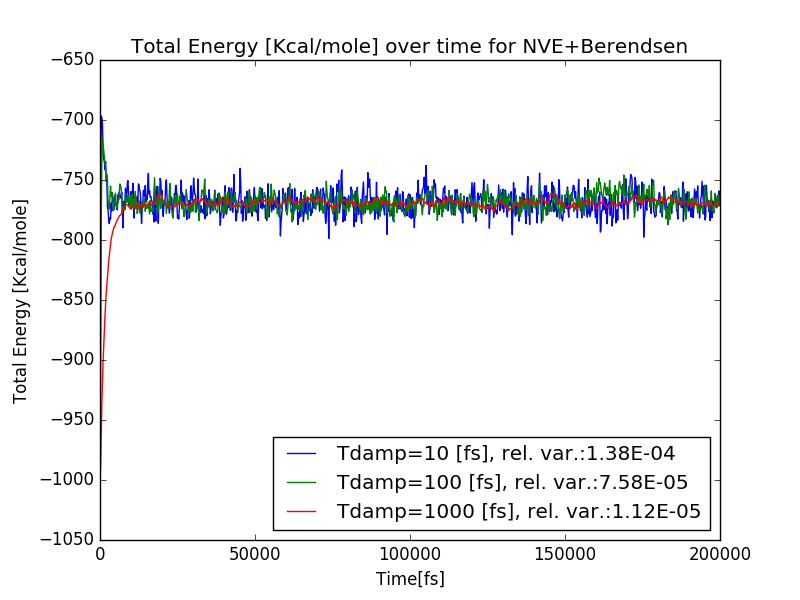 Total Energy [Kcal/mole] over time for NVE+Berendsen
−650
−700
−750
−800
−850
−900
−950
−1000
−1050
Total Energy [Kcal/mole]
Tdamp=10 [fs], rel. var.:1.38E-04
Tdamp=100 [fs], rel. var.:7.58E-05
Tdamp=1000 [fs], rel. var.:1.12E-05
0 50000 100000 150000 200000
Time[fs]